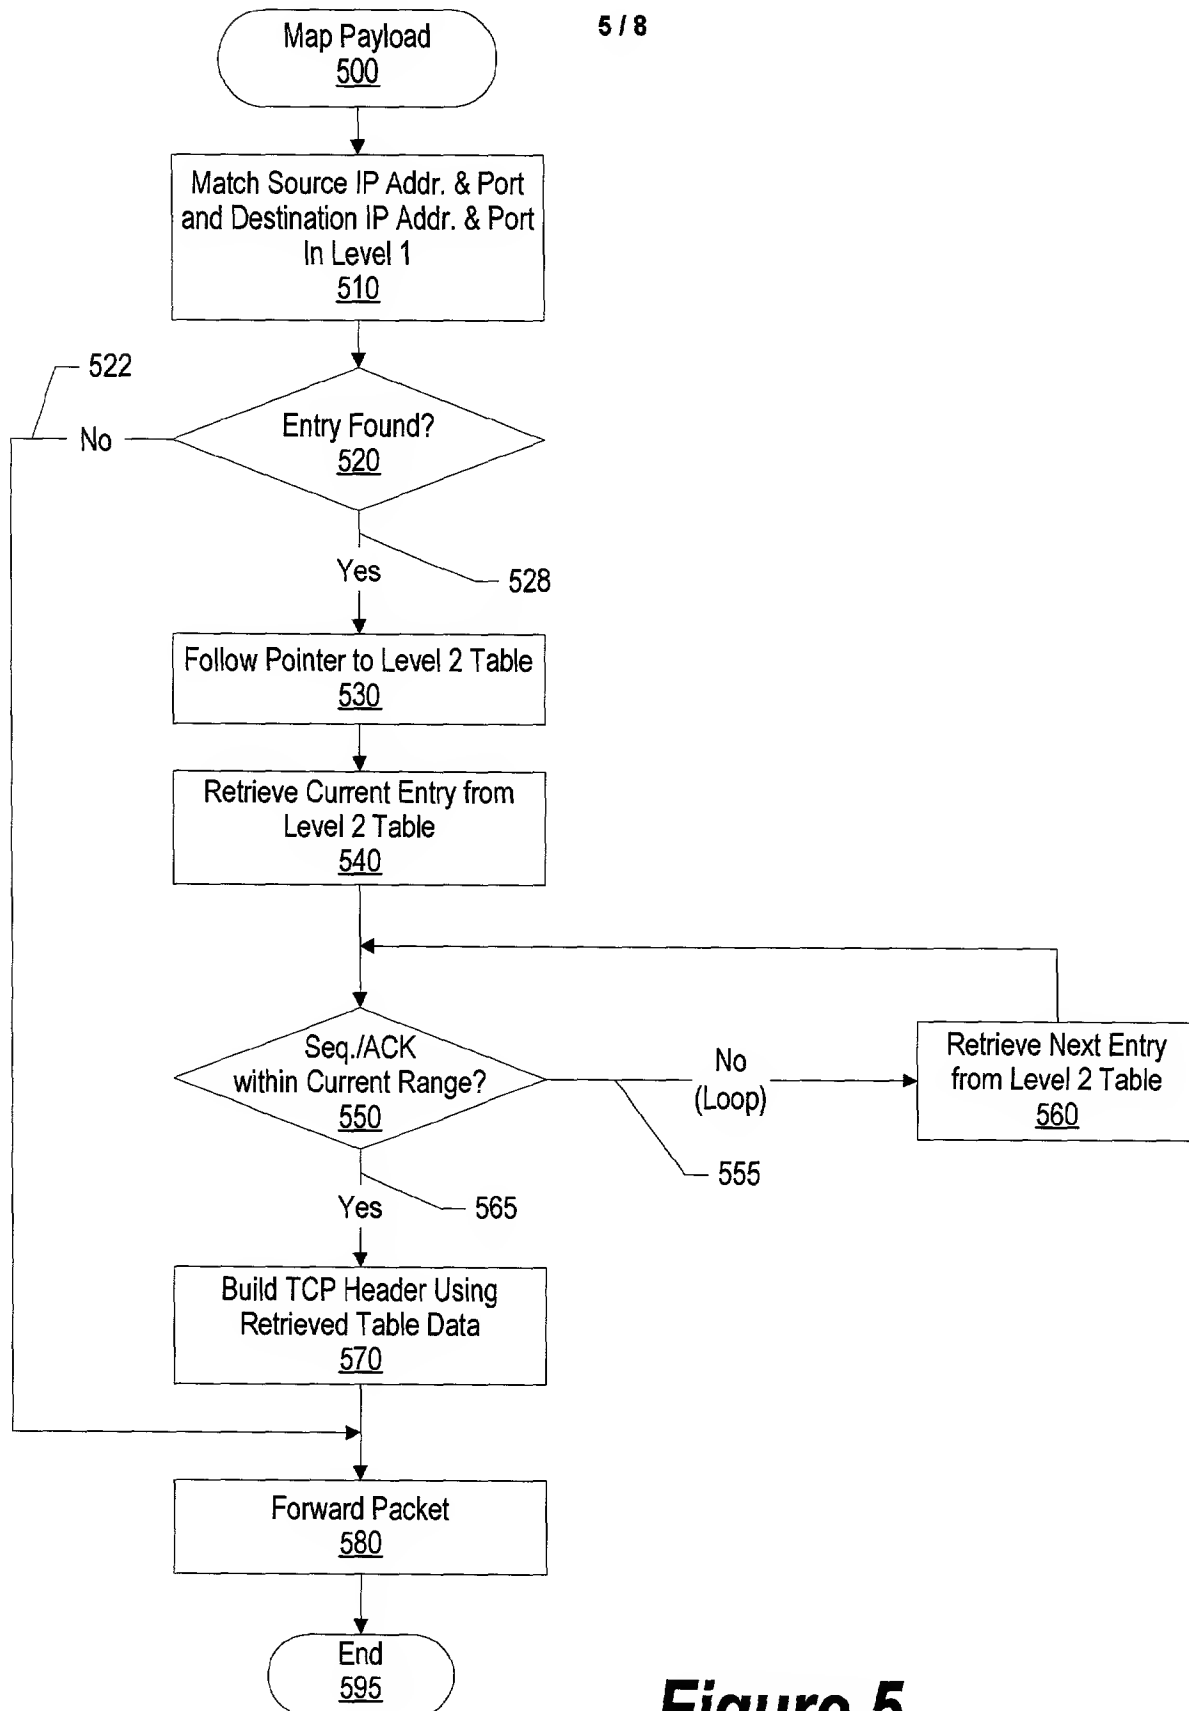 5 / 8
Map Payload
500
Match Source IP Addr. & Port
and Destination IP Addr. & Port
In Level 1
510
522
No
Entry Found?
520
Yes
528
Follow Pointer to Level 2 Table
530
Retrieve Current Entry from
Level 2 Table
540
Seq./ACK
within Current Range?
550
No
(Loop)
555
Retrieve Next Entry
from Level 2 Table
560
Yes
565
Build TCP Header Using
Retrieved Table Data
570
Forward Packet
580
End
595
Figure 5